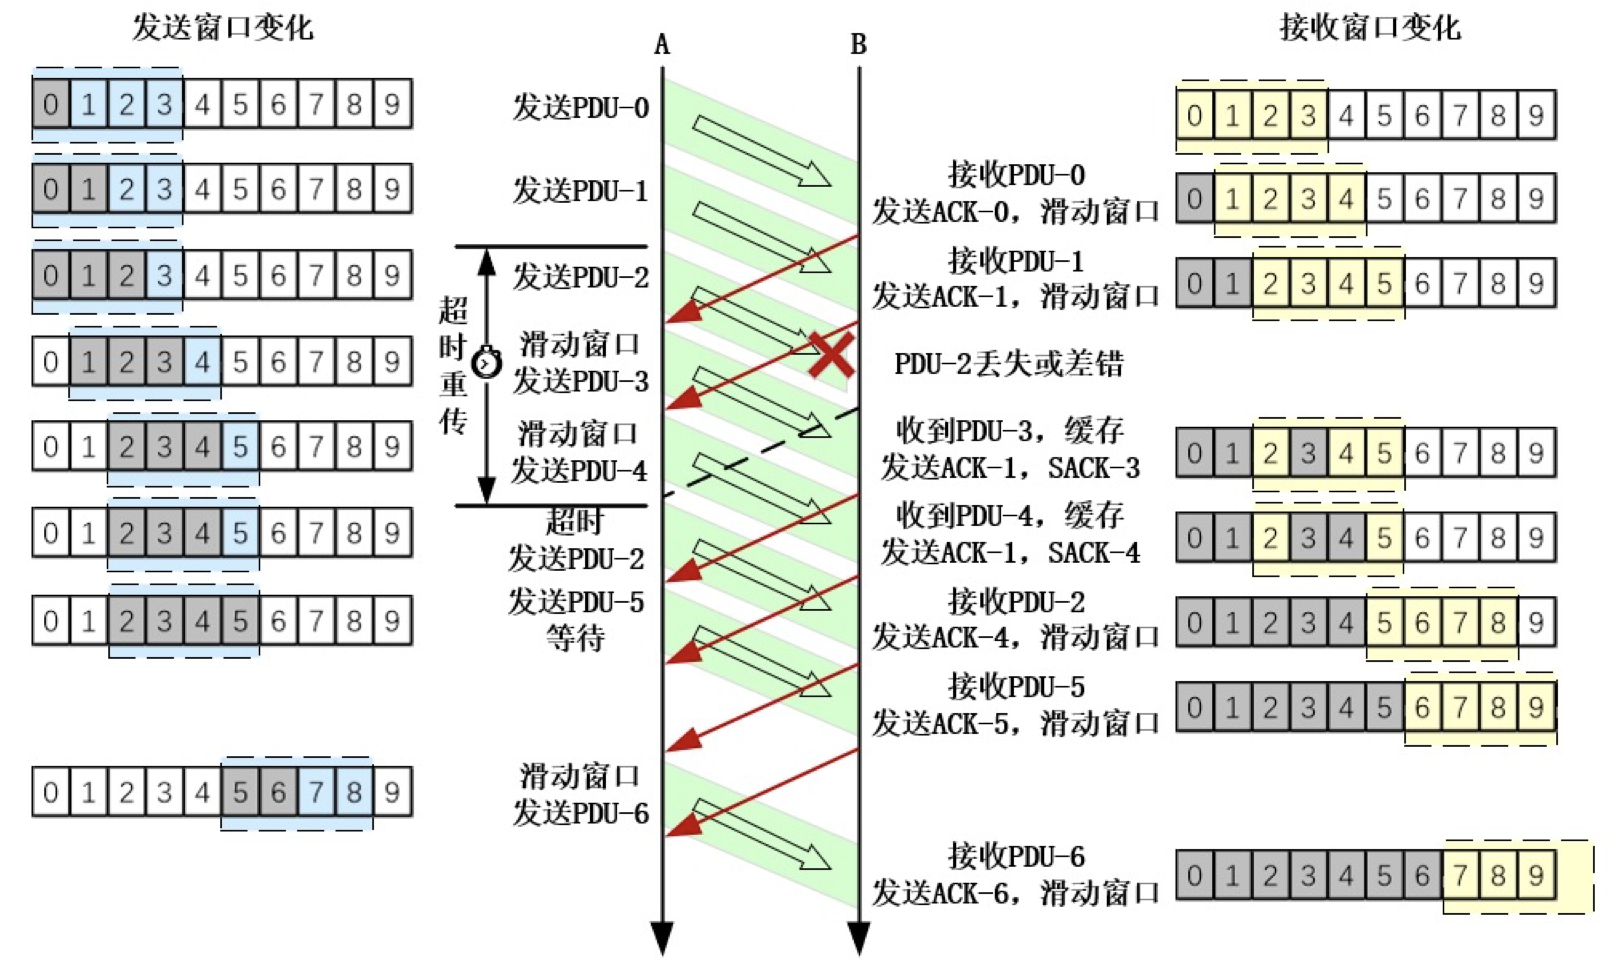 发送窗口变化
接收窗口变化
A
B
0 1 2 3 4 5 6 7 8 9
发送PDU-0
0 1 2 3 4 5 6 7 8 9
0 1 2 3 4 5 6 7 8 9
发送PDU-1
接收PDU-0
发送ACK-0，滑动窗口
0 1 2 3 4 5 6 7 8 9
0 1 2 3 4 5 6 7 8 9
发送PDU-2
接收PDU-1
发送ACK-1，滑动窗口
0 1 2 3 4 5 6 7 8 9
超时重传
0 1 2 3 4 5 6 7 8 9
滑动窗口
发送PDU-3
PDU-2丢失或差错
0 1 2 3 4 5 6 7 8 9
滑动窗口
发送PDU-4
收到PDU-3，缓存
发送ACK-1，SACK-3
0 1 2 3 4 5 6 7 8 9
0 1 2 3 4 5 6 7 8 9
超时
发送PDU-2
收到PDU-4，缓存
发送ACK-1，SACK-4
0 1 2 3 4 5 6 7 8 9
0 1 2 3 4 5 6 7 8 9
发送PDU-5
等待
接收PDU-2
发送ACK-4，滑动窗口
0 1 2 3 4 5 6 7 8 9
接收PDU-5
发送ACK-5，滑动窗口
0 1 2 3 4 5 6 7 8 9
0 1 2 3 4 5 6 7 8 9
滑动窗口
发送PDU-6
接收PDU-6
发送ACK-6，滑动窗口
0 1 2 3 4 5 6 7 8 9